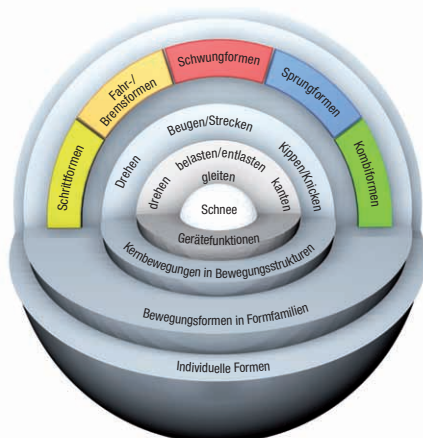 Schwungformen
Fahr-/
Bremsformen
Sprungformen
Schrittformen
Kombiformen
Beugen/Strecken
Drehen
Kippen/Knicken
belasten/entlasten
drehen
gleiten
kanten
Schnee
Gerätefunktionen
Kernbewegungen in Bewegungsstrukturen
Bewegungsformen in Formfamilien
Individuelle Formen